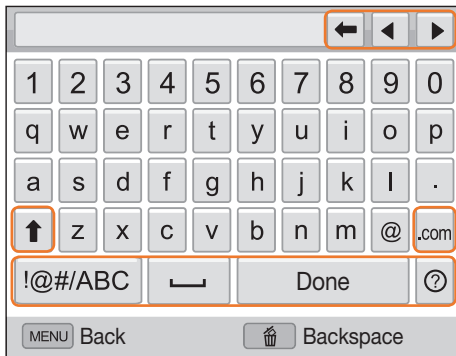 1 2 3 4 5 6 7 8 9 0
q w e r t y u i o p
a s d f g h j k l .
z x c v b n m @ .com
!@#/ABC Done ?
MENU Back Backspace